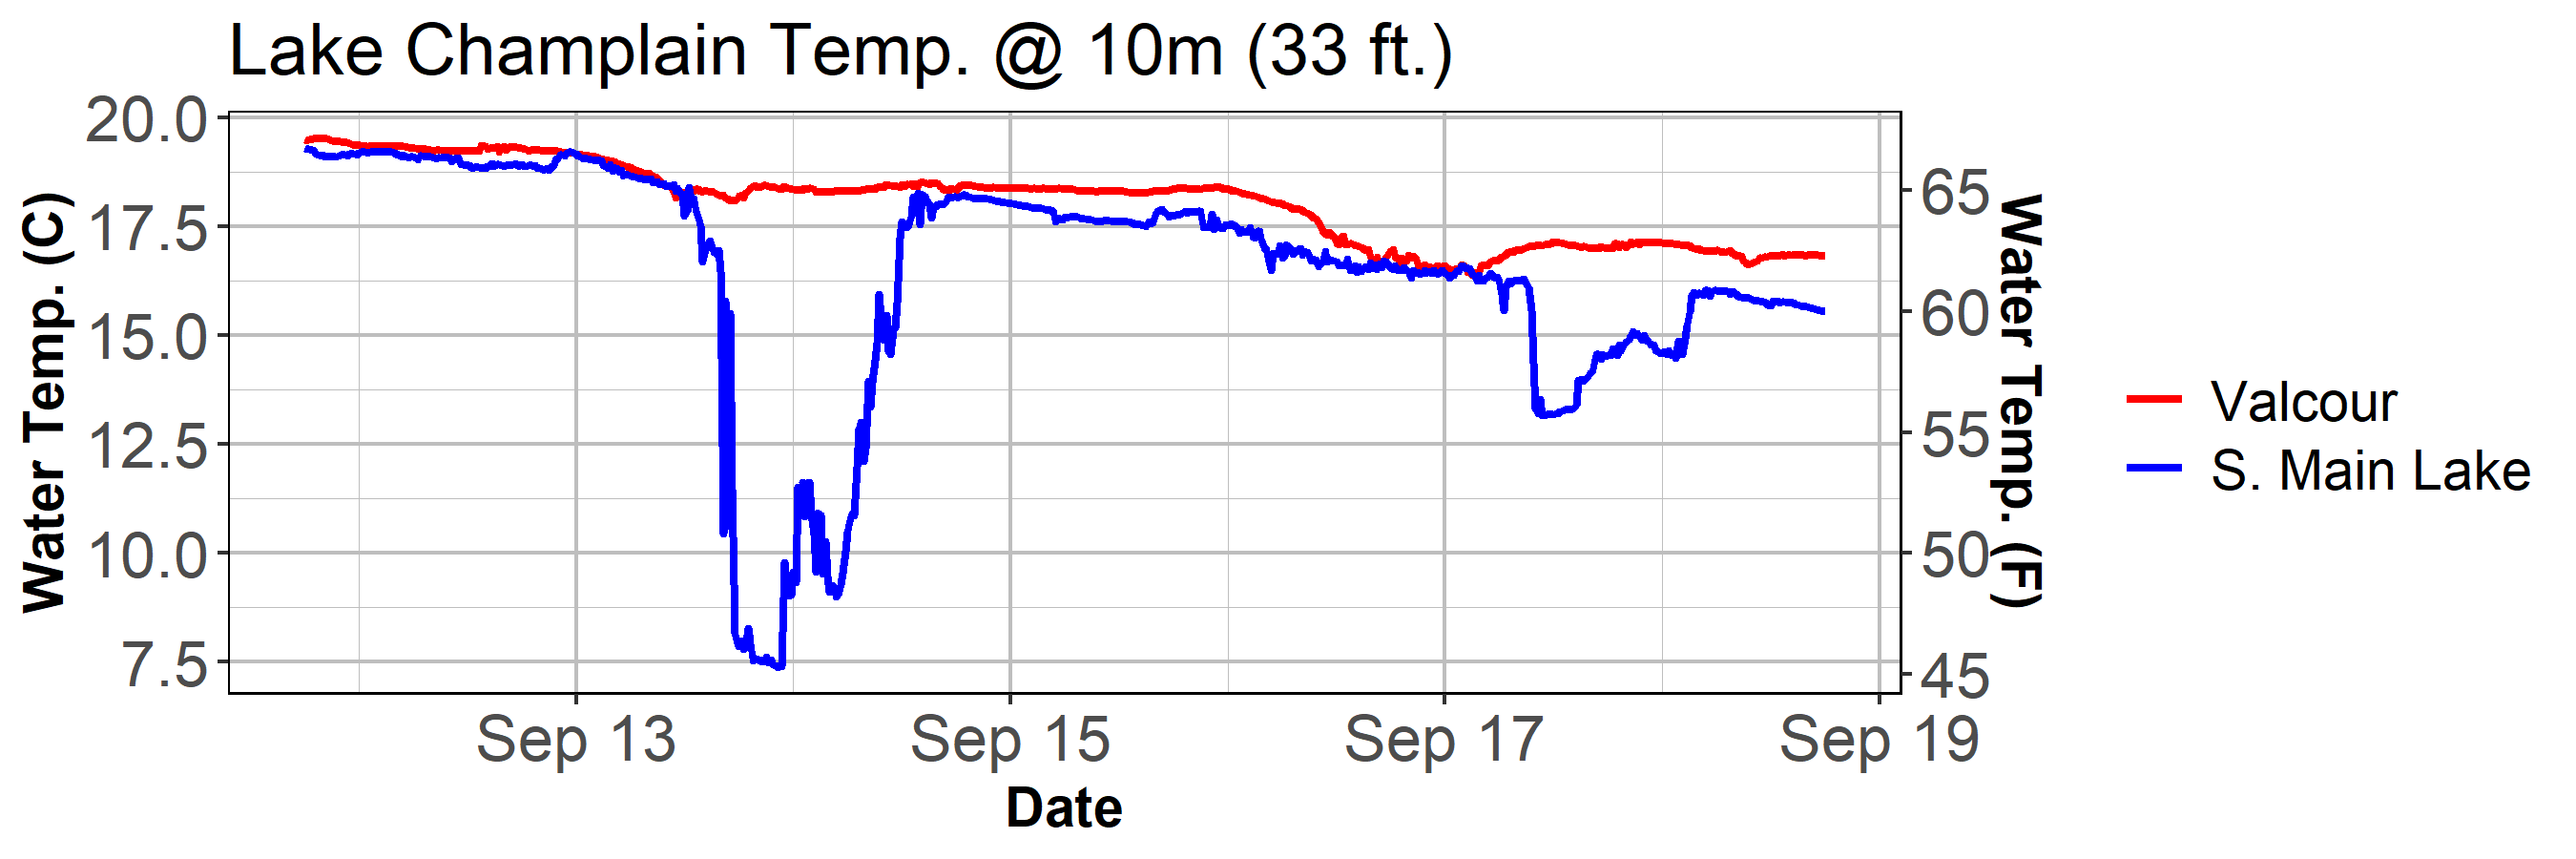 Lake Champlain Temp. @ 10m (33 ft.)
Water Temp. (C)
20.0
17.5
15.0
12.5
10.0
7.5
65
60
55
50
45
Water Temp. (F)
Sep 13
Sep 15
Sep 17
Sep 19
Date
Valcour
S. Main Lake